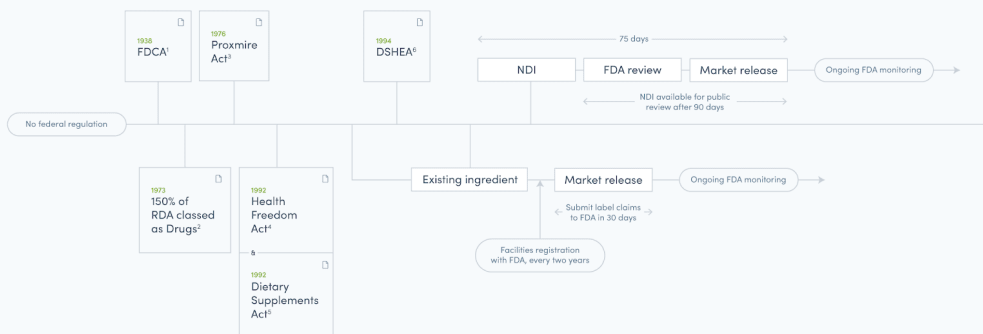 1938
FDCA¹
1976
Proxmire
Act³
1994
DSHEA⁶
75 days
NDI
FDA review
Market release
Ongoing FDA monitoring
NDI available for public
review after 90 days
No federal regulation
1973
150% of
RDA classed
as Drugs²
1992
Health
Freedom
Act⁴
&
1992
Dietary
Supplements
Act⁵
Existing ingredient
Market release
Ongoing FDA monitoring
Submit label claims
to FDA in 30 days
Facilities registration
with FDA, every two years